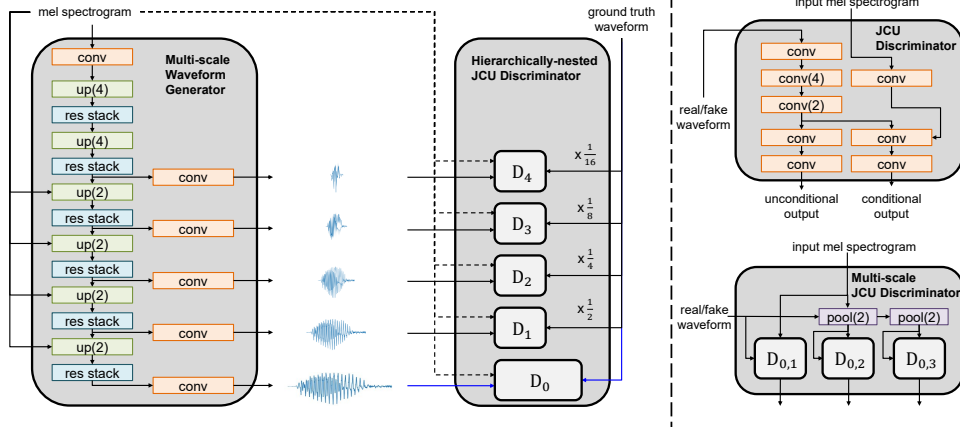 mel spectrogram
Multi-scale
Waveform
Generator
conv
up(4)
res stack
up(4)
res stack
conv
up(2)
res stack
conv
up(2)
res stack
conv
up(2)
res stack
conv
up(2)
res stack
conv
ground truth
waveform
Hierarchically-nested
JCU Discriminator
x 1/16
D4
x 1/8
D3
x 1/4
D2
x 1/2
D1
D0
input mel spectrogram
JCU
Discriminator
real/fake
waveform
conv
conv(4)
conv
conv(2)
conv
conv
conv
conv
unconditional
output
conditional
output
input mel spectrogram
Multi-scale
JCU Discriminator
real/fake
waveform
pool(2)
pool(2)
D0,1
D0,2
D0,3